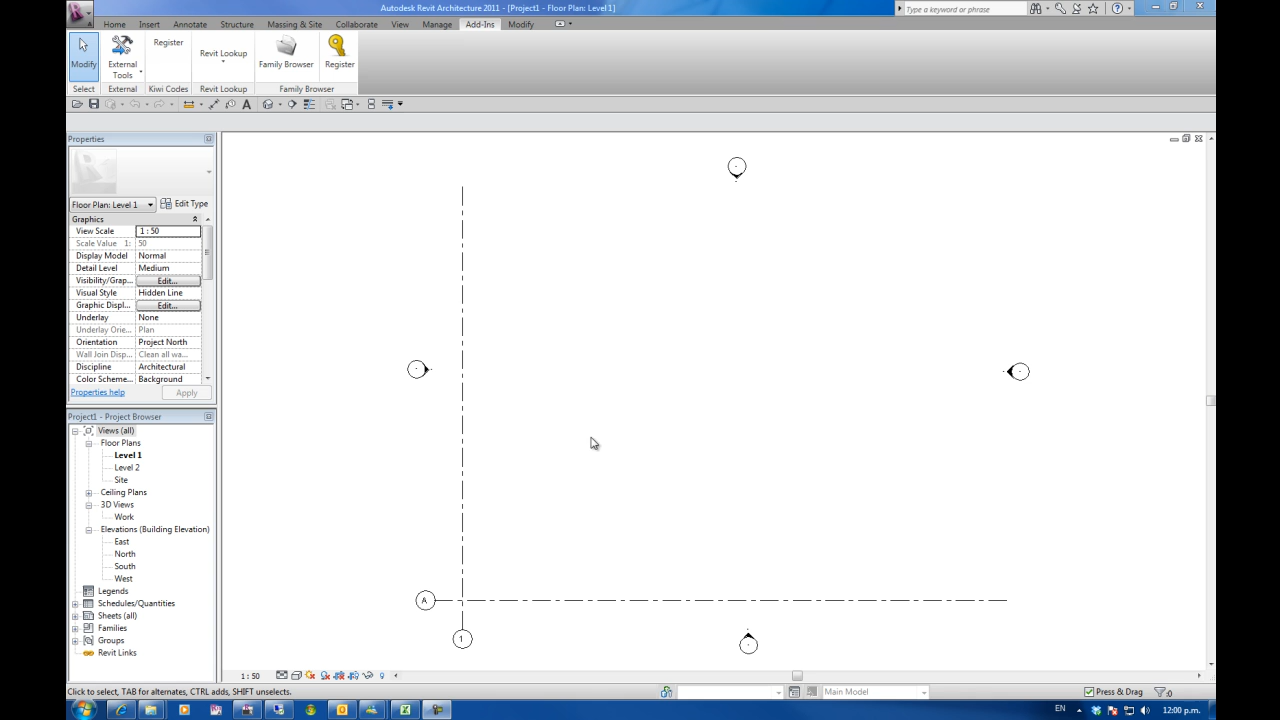 Autodesk Revit Architecture 2011 - [Project1 - Floor Plan: Level 1]
Type a keyword or phrase
Home Insert Annotate Structure Massing & Site Collaborate View Manage Add-Ins Modify
Modify
External Tools
Register
Revit Lookup
Family Browser
Register
Select External Kiwi Codes Revit Lookup Family Browser
Properties
Floor Plan: Level 1 Edit Type
Graphics
View Scale 1 : 50
Scale Value 1: 50
Display Model Normal
Detail Level Medium
Visibility/Grap... Edit...
Visual Style Hidden Line
Graphic Displ... Edit...
Underlay None
Underlay Orie... Plan
Orientation Project North
Wall Join Disp... Clean all wa...
Discipline Architectural
Color Scheme... Background
Properties help Apply
Project1 - Project Browser
Views (all)
Floor Plans
Level 1
Level 2
Site
Ceiling Plans
3D Views
Work
Elevations (Building Elevation)
East
North
South
West
Legends
Schedules/Quantities
Sheets (all)
Families
Groups
Revit Links
A
1
1 : 50
Click to select, TAB for alternates, CTRL adds, SHIFT unselects.
Main Model
Press & Drag
:0
EN 12:00 p.m.